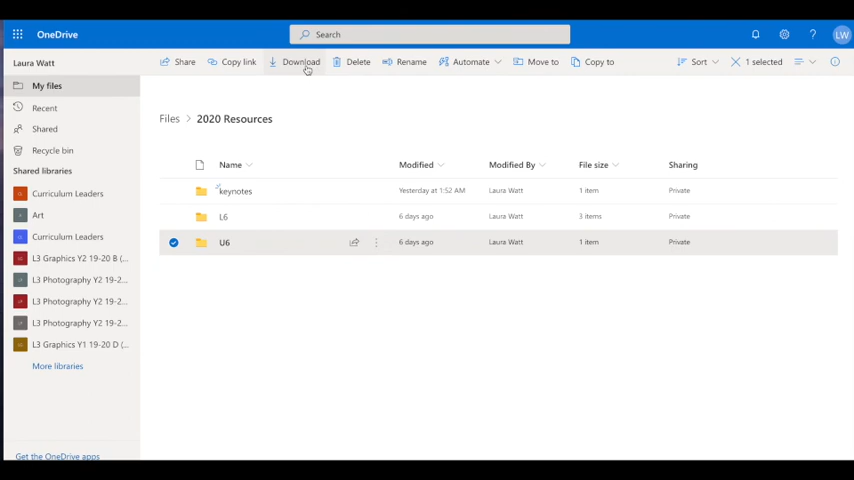 OneDrive
Search
LW
Laura Watt
Share
Copy link
Download
Delete
Rename
Automate
Move to
Copy to
Sort
1 selected
My files
Recent
Shared
Recycle bin
Shared libraries
Curriculum Leaders
Art
Curriculum Leaders
L3 Graphics Y2 19-20 B (...
L3 Photography Y2 19-2...
L3 Photography Y2 19-2...
L3 Photography Y2 19-2...
L3 Graphics Y1 19-20 D (...
More libraries
Get the OneDrive apps
Files > 2020 Resources
Name Modified Modified By File size Sharing
keynotes Yesterday at 1:52 AM Laura Watt 1 item Private
L6 6 days ago Laura Watt 3 items Private
U6 6 days ago Laura Watt 1 item Private